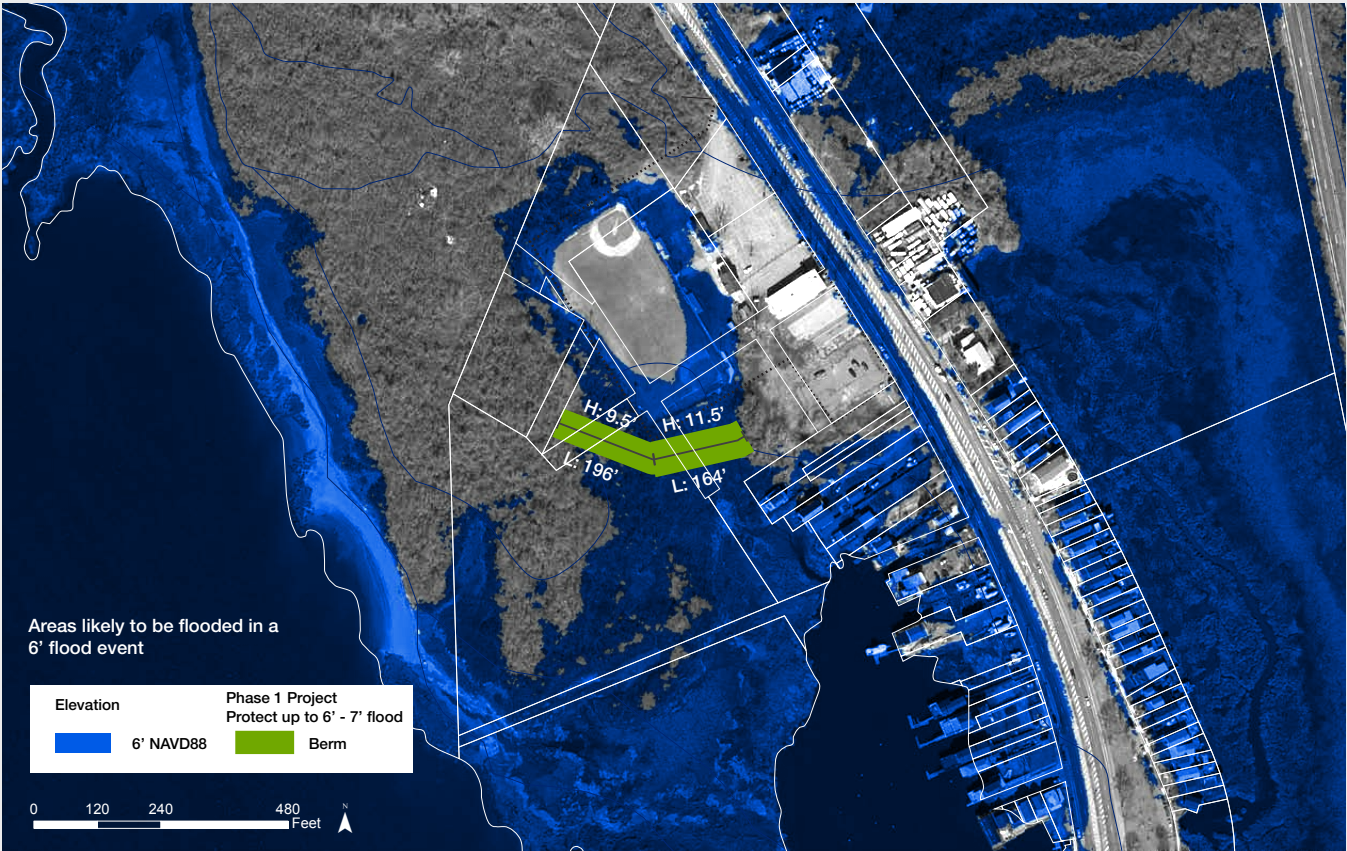 H: 9.5'
H: 11.5'
L: 196'
L: 164'
Areas likely to be flooded in a
6' flood event
Elevation
6' NAVD88
Phase 1 Project
Protect up to 6' - 7' flood
Berm
0 120 240 480
Feet
N